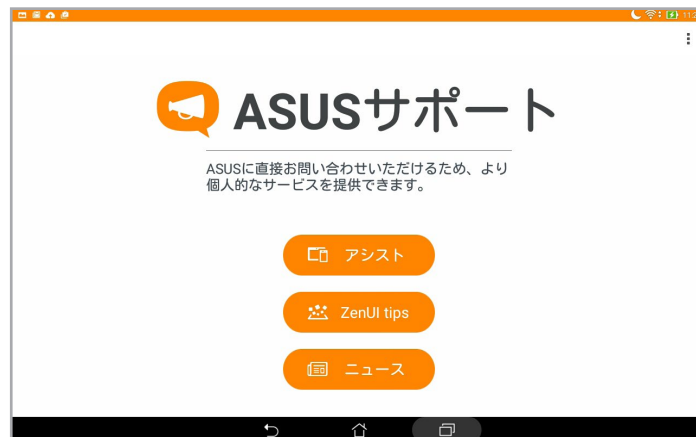 ASUSサポート
ASUSに直接お問い合わせいただけるため、より
個人的なサービスを提供できます。
アシスト
ZenUI tips
ニュース